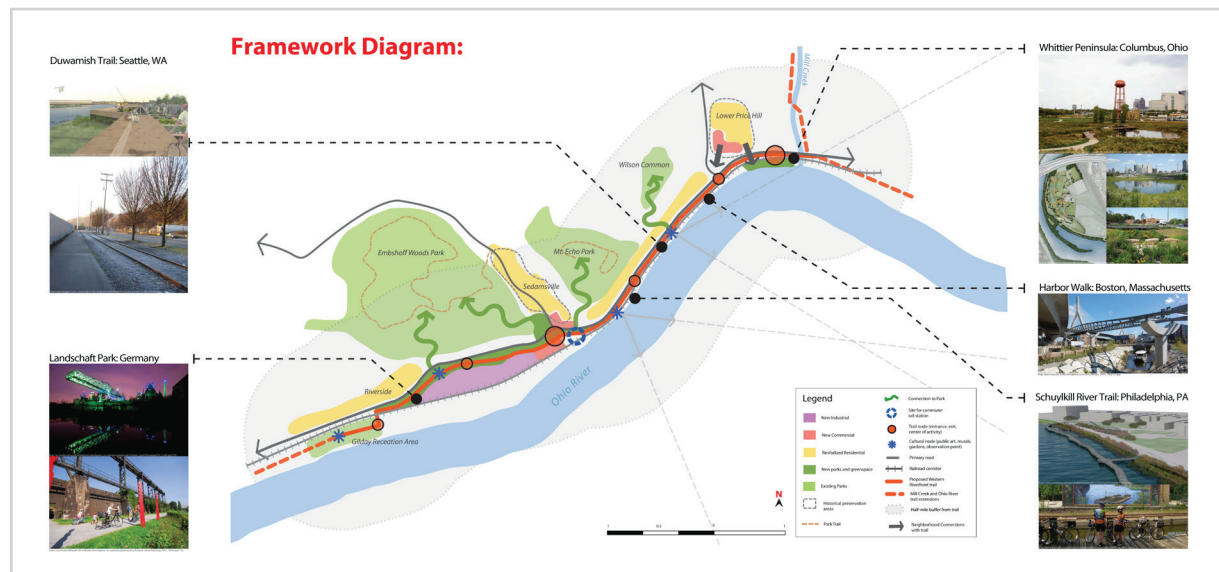 Framework Diagram:
Duwamish Trail: Seattle, WA
Landschaft Park: Germany
Whittier Peninsula: Columbus, Ohio
Harbor Walk: Boston, Massachusetts
Schuylkill River Trail: Philadelphia, PA
Mill Creek
Lower Price Hill
Wilson Common
Embshoff Woods Park
Mt. Echo Park
Sedamsville
Riverside
Ohio River
Gilday Recreation Area
Legend
New Industrial
New Commercial
Revitalized Residential
New parks and greenspace
Existing Parks
Historical preservation
areas
Park Trail
Connection to Park
Site for commuter
rail station
Trail node (entrance, exit,
center of activity)
Cultural node (public art, murals,
gardens, observation point)
Primary road
Railroad corridor
Proposed Western
Riverfront trail
Mill Creek and Ohio River
trail extensions
Half-mile buffer from trail
Neighborhood Connections
with trail
N
1
0.5
0
1